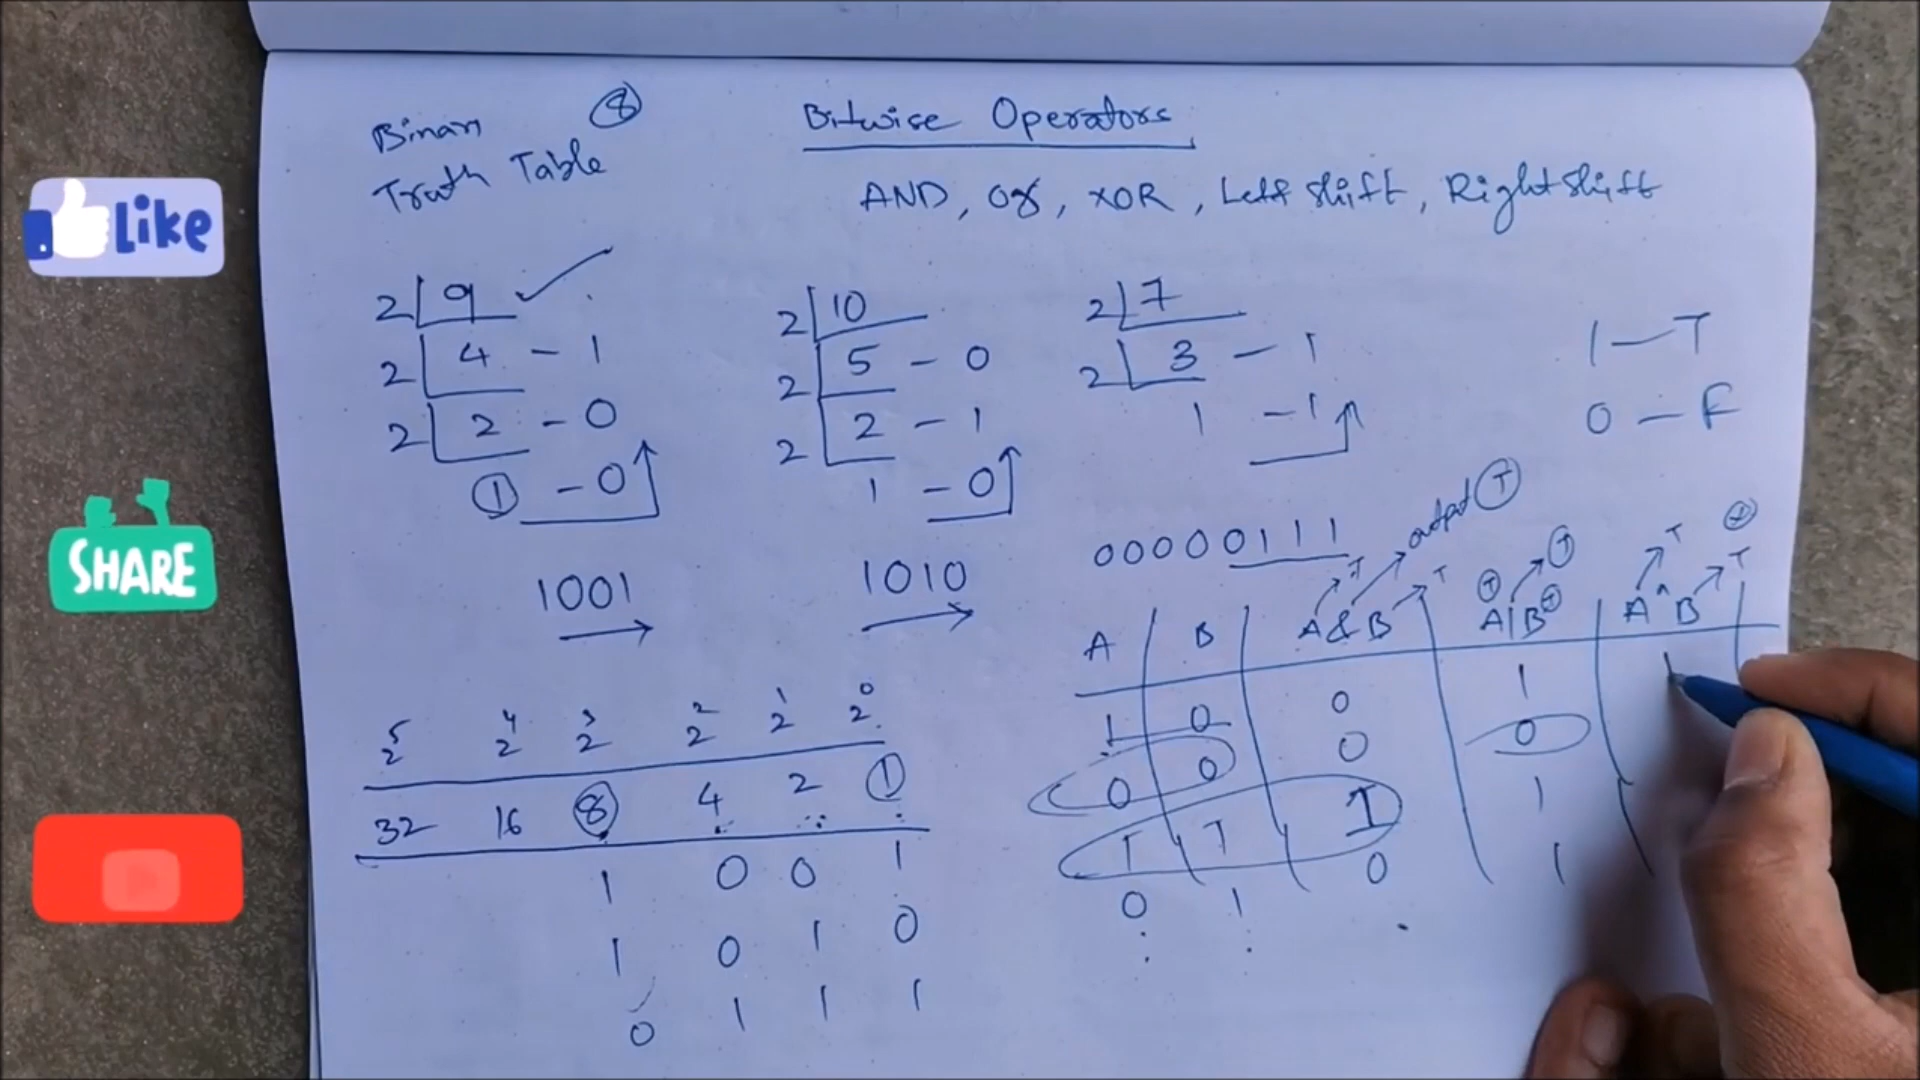 Binary
Truth Table
8
Bitwise Operators
AND, OR, XOR, Left shift, Right shift
2 9
2 4 - 1
2 2 - 0
1 - 0
1001
2 10
2 5 - 0
2 2 - 1
1 - 0
1010
2 7
2 3 - 1
1 - 1
00000111
1 - T
0 - F
output T
T T
T T T
T T
A B A & B A|B A^B
1 0 0 1 1
0 0 0 0
1 1 1 1
0 1 0 1
2^5 2^4 2^3 2^2 2^1 2^0
32 16 8 4 2 1
1 0 0 1
1 0 1 0
0 1 1 1
Like
SHARE